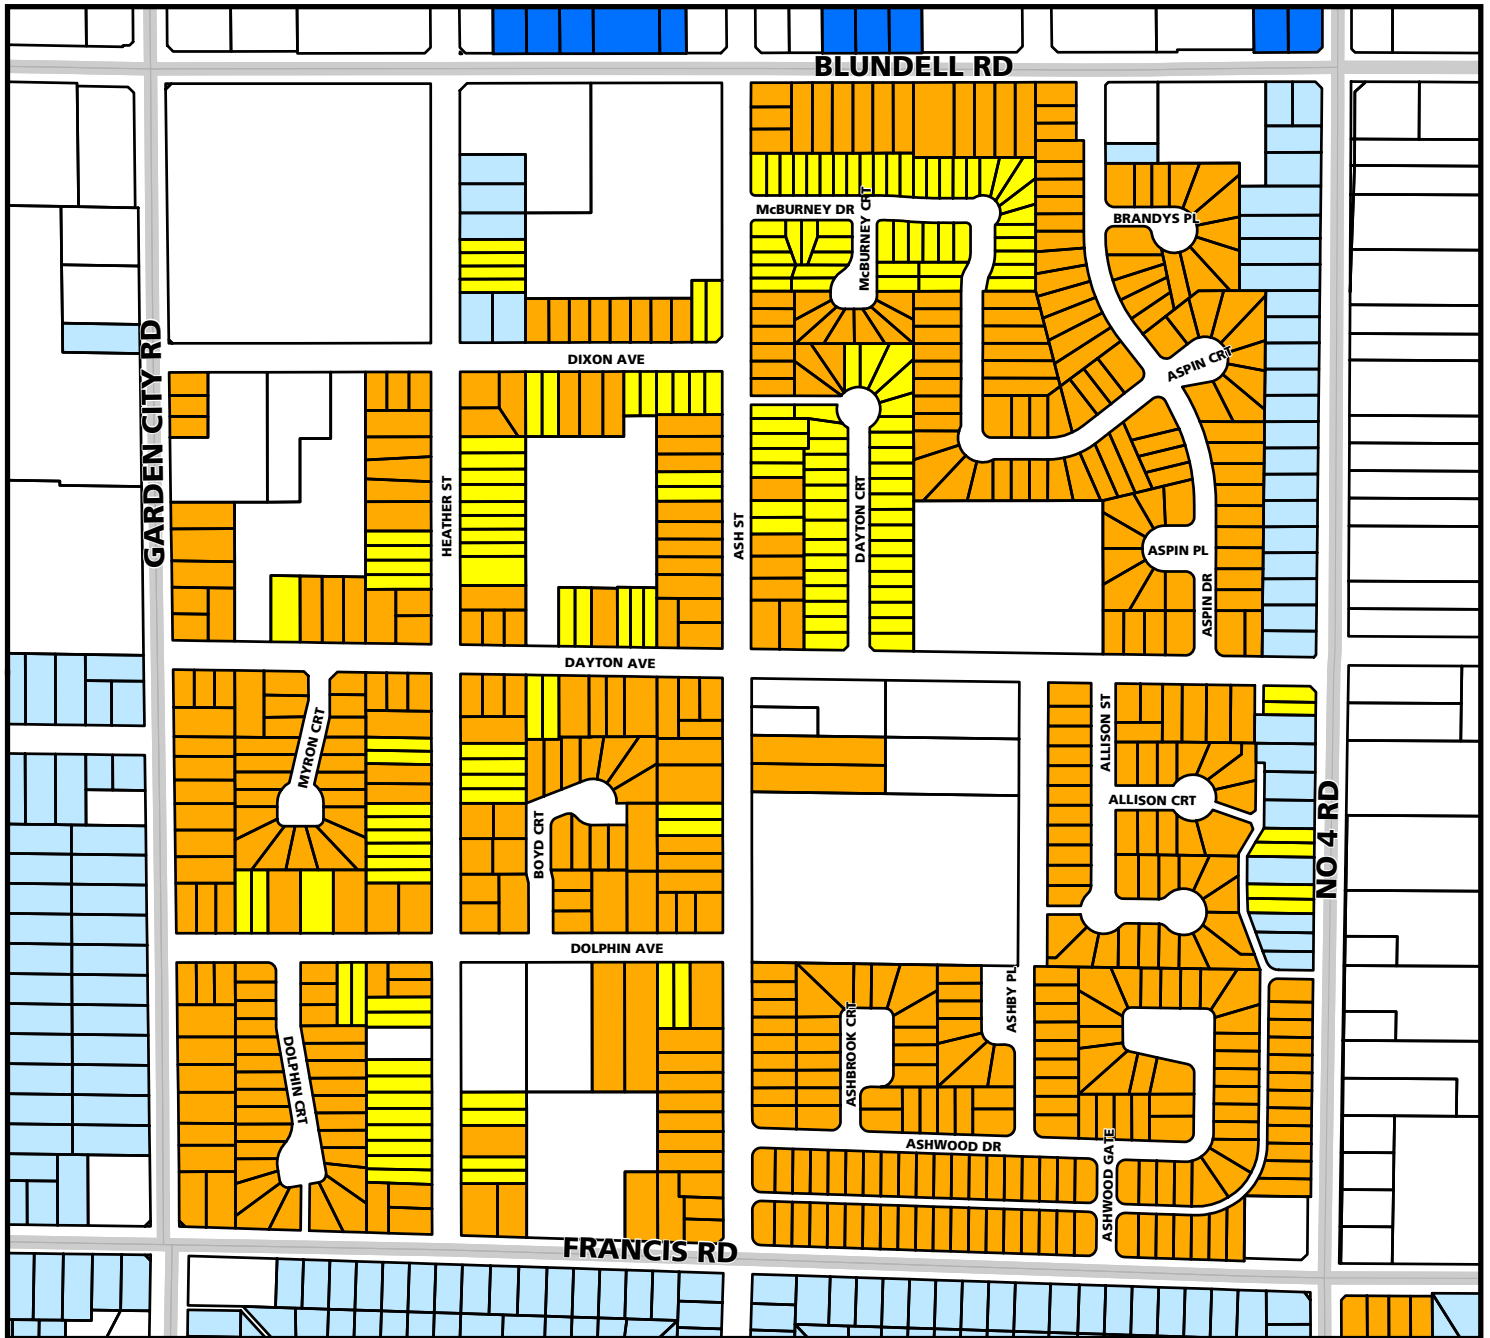 BLUNDELL RD
McBURNEY DR
McBURNEY CRT
BRANDYS PL
GARDEN CITY RD
DIXON AVE
ASPIN CRT
HEATHER ST
ASH ST
DAYTON CRT
ASPIN PL
ASPIN DR
DAYTON AVE
MYRON CRT
ALLISON ST
ALLISON CRT
NO 4 RD
BOYD CRT
DOLPHIN AVE
ASHBY PL
DOLPHIN CRT
ASHBROOK CRT
ASHWOOD DR
ASHWOOD GATE
FRANCIS RD